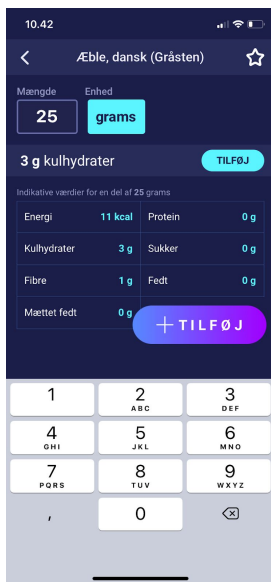 10.42
Æble, dansk (Gråsten)
Mængde Enhed
25 grams
3 g kulhydrater TILFØJ
Indikative værdier for en del af 25 grams
Energi 11 kcal Protein 0 g
Kulhydrater 3 g Sukker 0 g
Fibre 1 g Fedt 0 g
Mættet fedt 0 g
+ TILFØJ
1 2 3
ABC DEF
4 5 6
GHI JKL MNO
7 8 9
PQRS TUV WXYZ
, 0